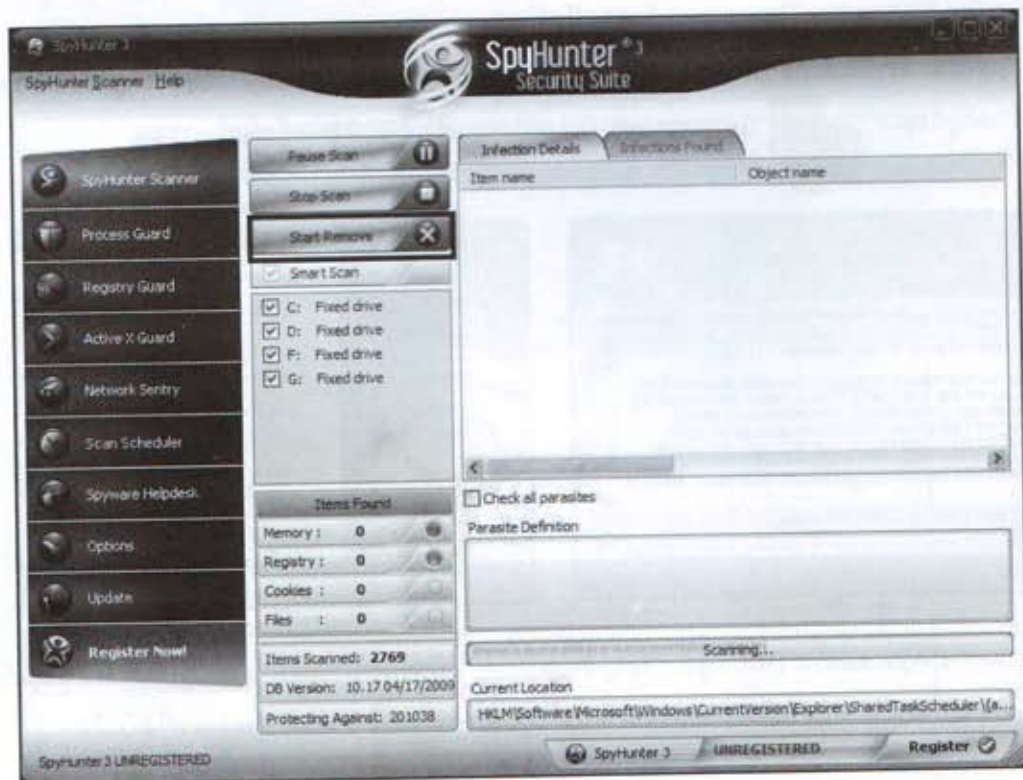 SpyHunter 3
SpyHunter ® 3
Security Suite
SpyHunter Scanner Help
SpyHunter Scanner
Process Guard
Registry Guard
Active X Guard
Network Sentry
Scan Scheduler
Spyware Helpdesk
Options
Update
Register Now!
Pause Scan
Stop Scan
Start Remove
Smart Scan
C: Fixed drive
D: Fixed drive
F: Fixed drive
G: Fixed drive
Items Found
Memory : 0
Registry : 0
Cookies : 0
Files : 0
Items Scanned: 2769
DB Version: 10.17 04/17/2009
Protecting Against: 201038
Infection Details Infections Found
Item name Object name
Check all parasites
Parasite Definition
Scanning...
Current Location
HKLM\Software\Microsoft\Windows\CurrentVersion\Explorer\SharedTaskScheduler\{a...
SpyHunter 3 UNREGISTERED
SpyHunter 3 UNREGISTERED Register